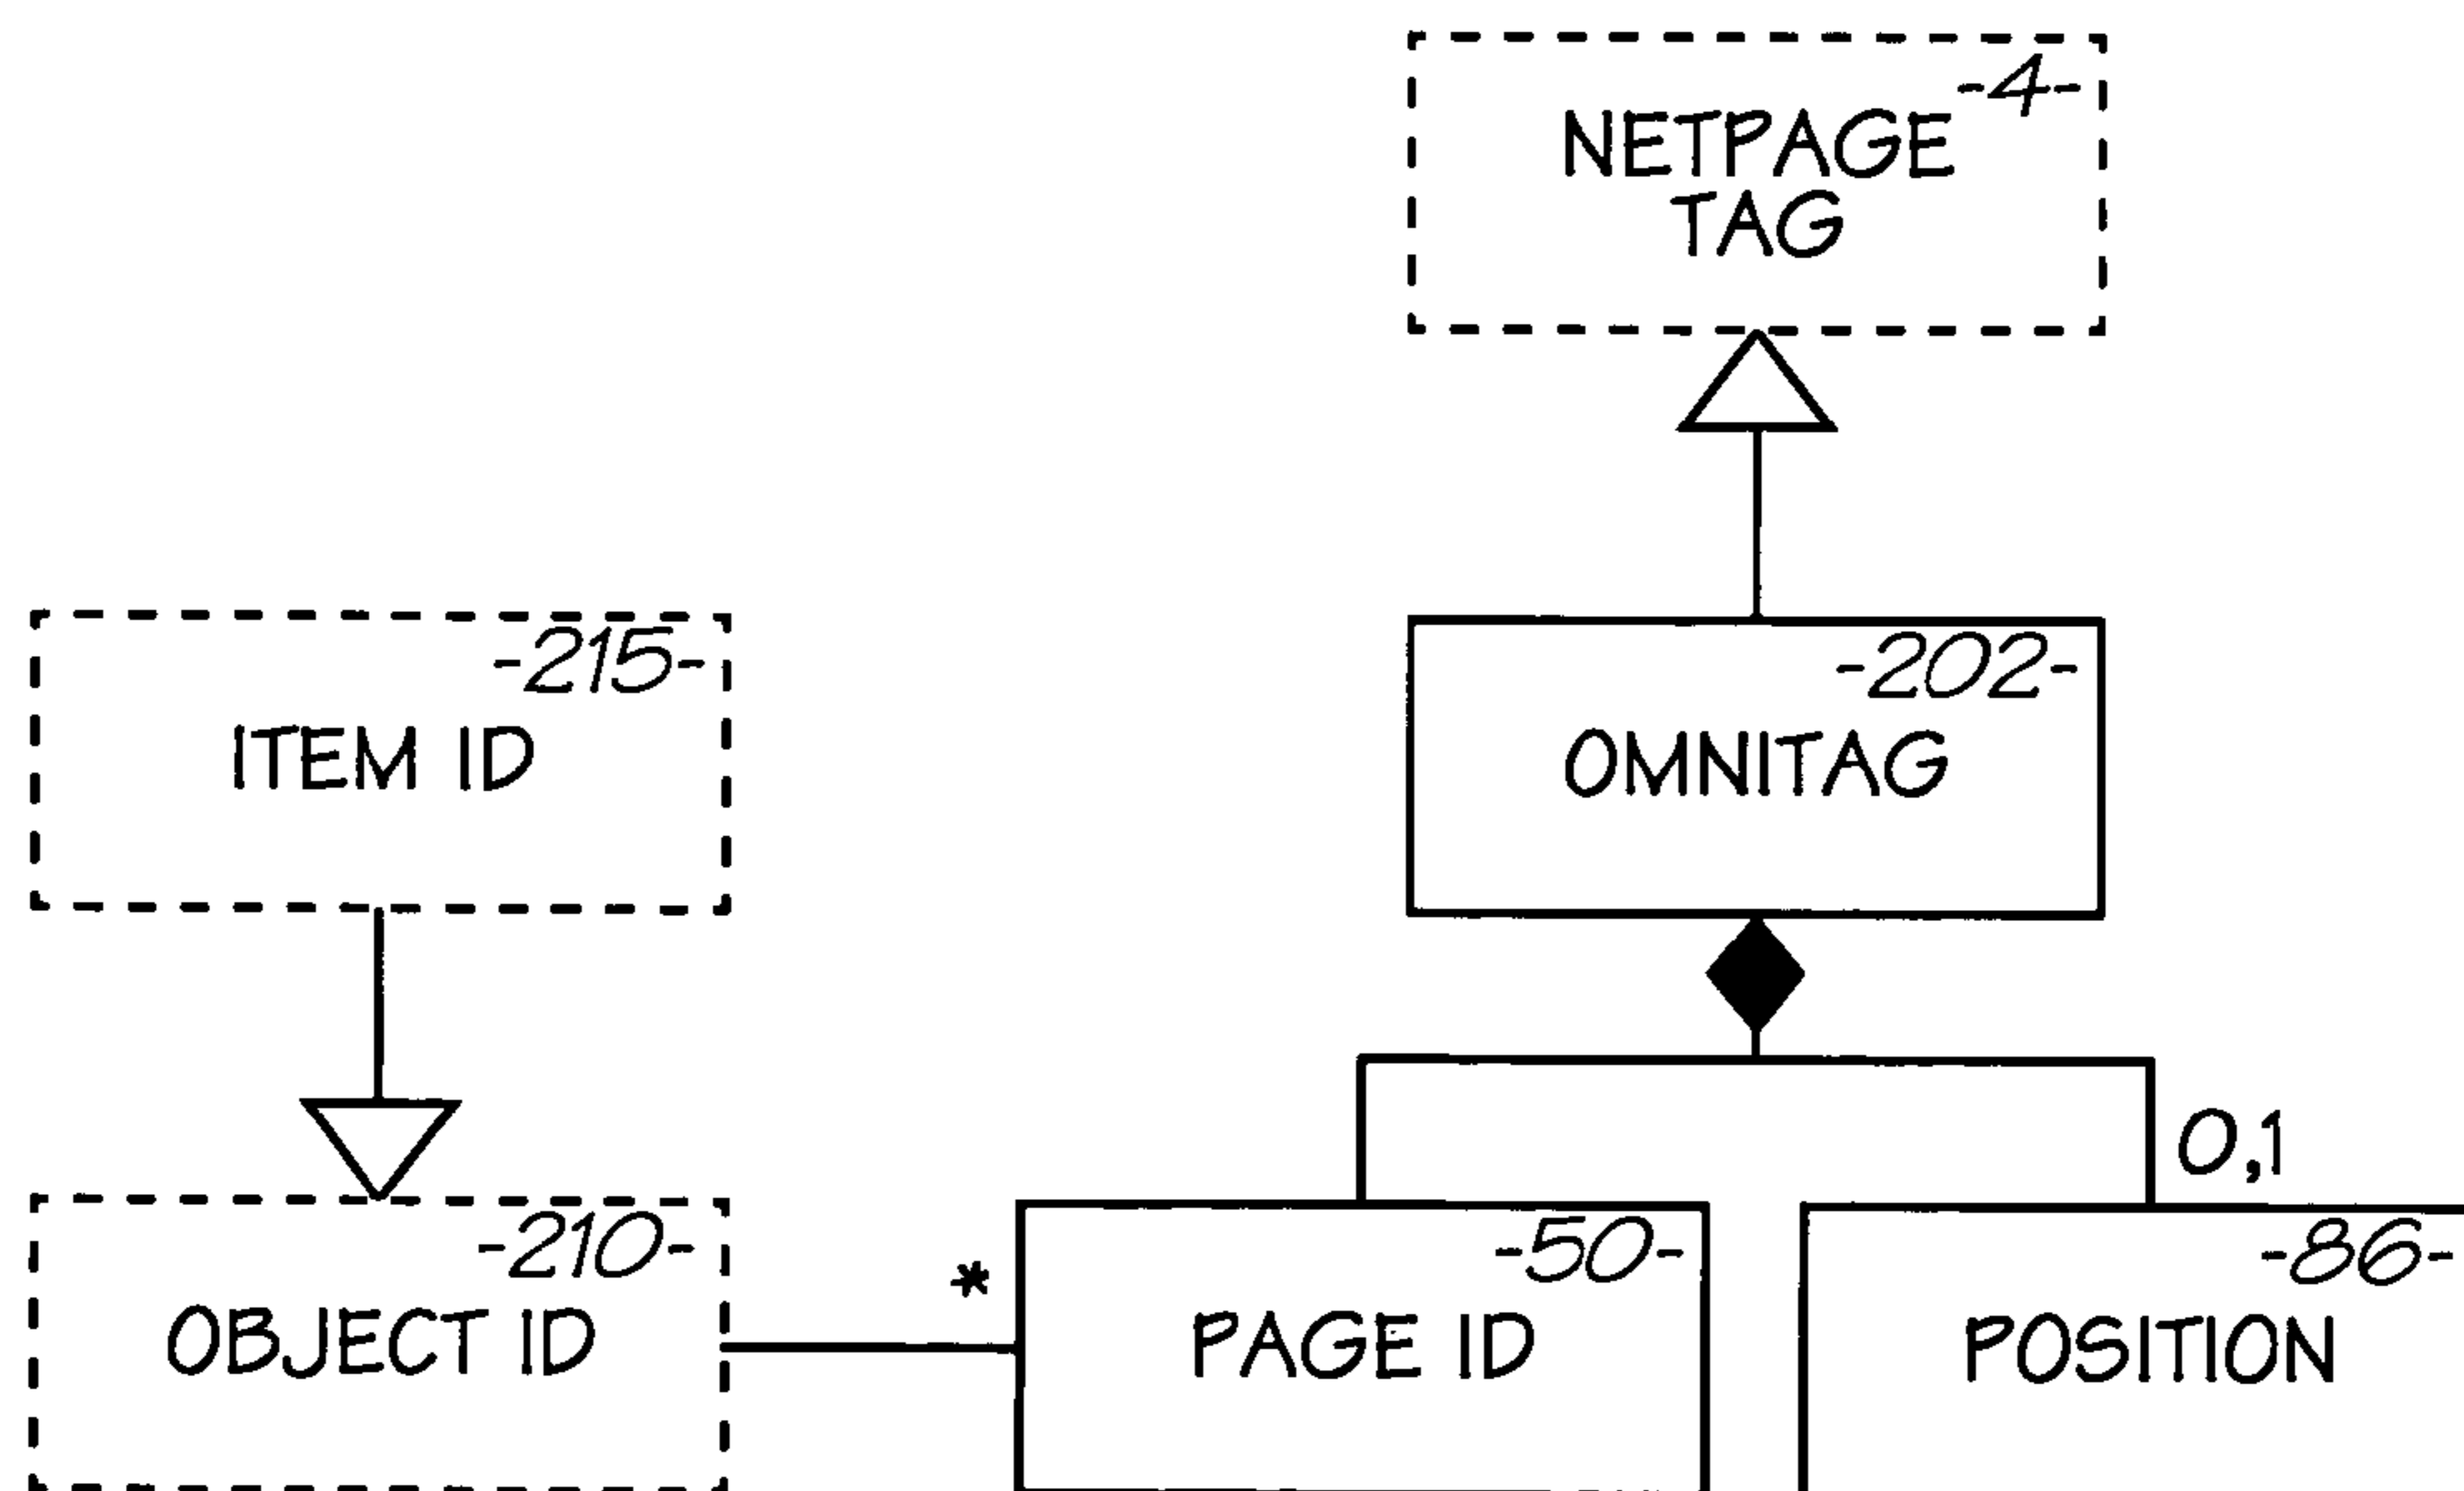 -4-
NETPAGE
TAG
-215-
ITEM ID
-202-
OMNITAG
0,1
-210-
OBJECT ID
*
-50-
PAGE ID
-86-
POSITION